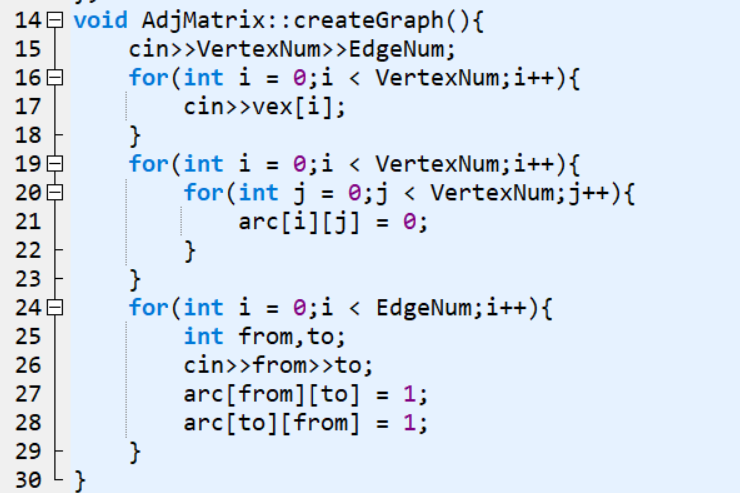 14 void AdjMatrix::createGraph(){
15     cin>>VertexNum>>EdgeNum;
16     for(int i = 0;i < VertexNum;i++){
17         cin>>vex[i];
18     }
19     for(int i = 0;i < VertexNum;i++){
20         for(int j = 0;j < VertexNum;j++){
21             arc[i][j] = 0;
22         }
23     }
24     for(int i = 0;i < EdgeNum;i++){
25         int from,to;
26         cin>>from>>to;
27         arc[from][to] = 1;
28         arc[to][from] = 1;
29     }
30 }